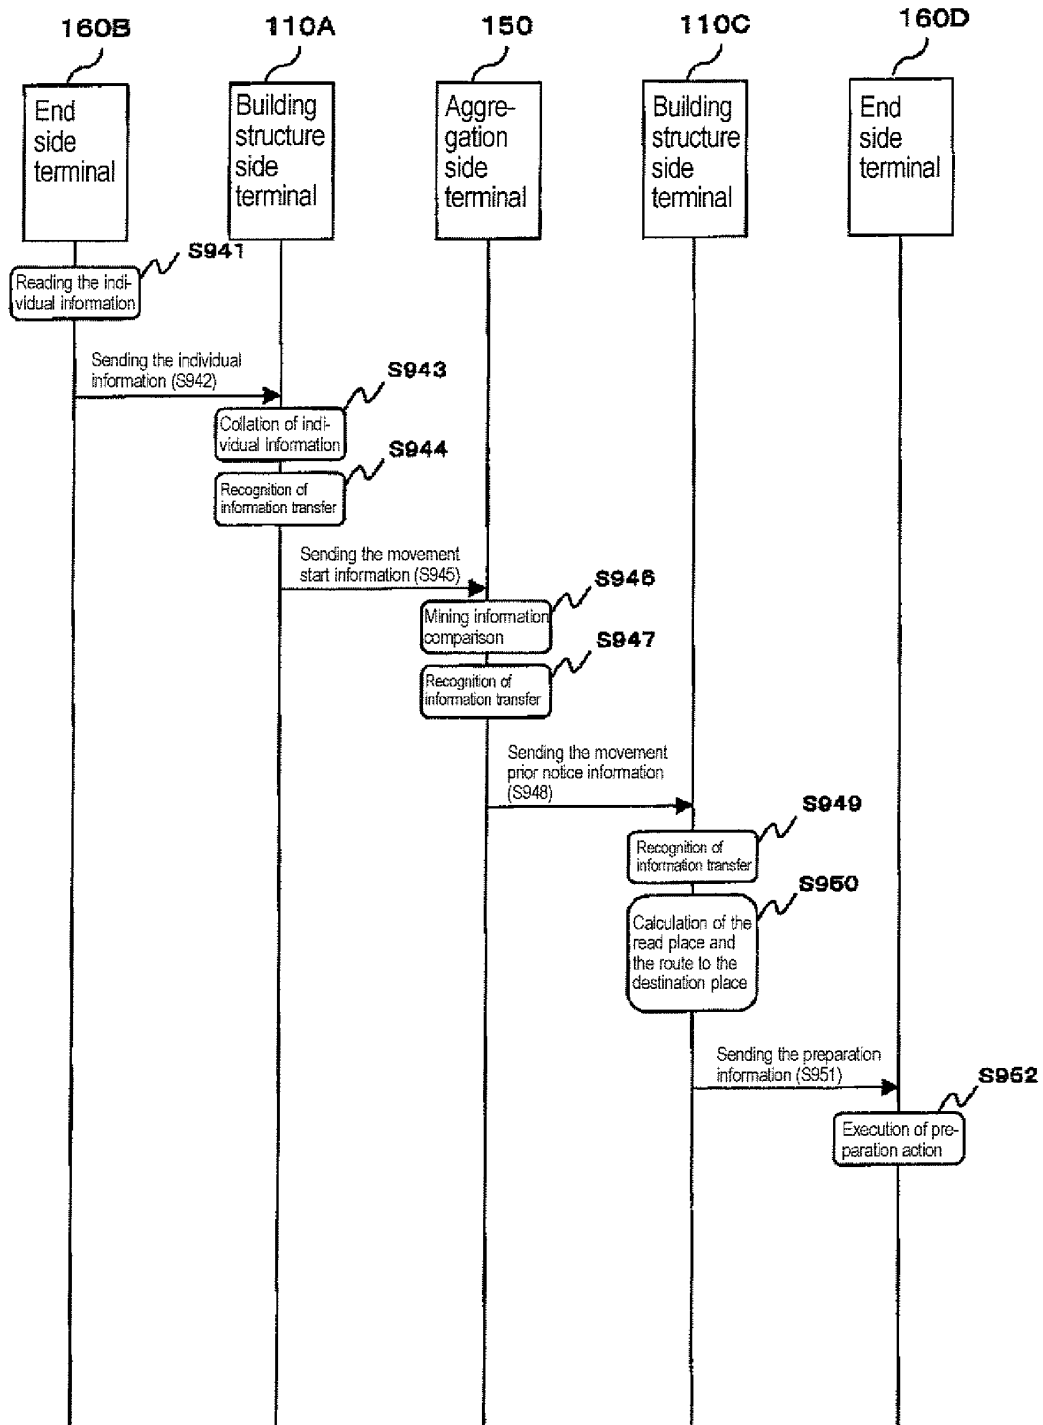 160B
110A
150
110C
160D
End
side
terminal
Building
structure
side
terminal
Aggre-
gation
side
terminal
Building
structure
side
terminal
End
side
terminal
S941
Reading the indi-
vidual information
Sending the individual
information (S942)
S943
Collation of indi-
vidual information
S944
Recognition of
information transfer
Sending the movement
start information (S945)
S946
Mining information
comparison
S947
Recognition of
information transfer
Sending the movement
prior notice information
(S948)
S949
Recognition of
information transfer
S950
Calculation of the
read place and
the route to the
destination place
Sending the preparation
information (S951)
S952
Execution of pre-
paration action